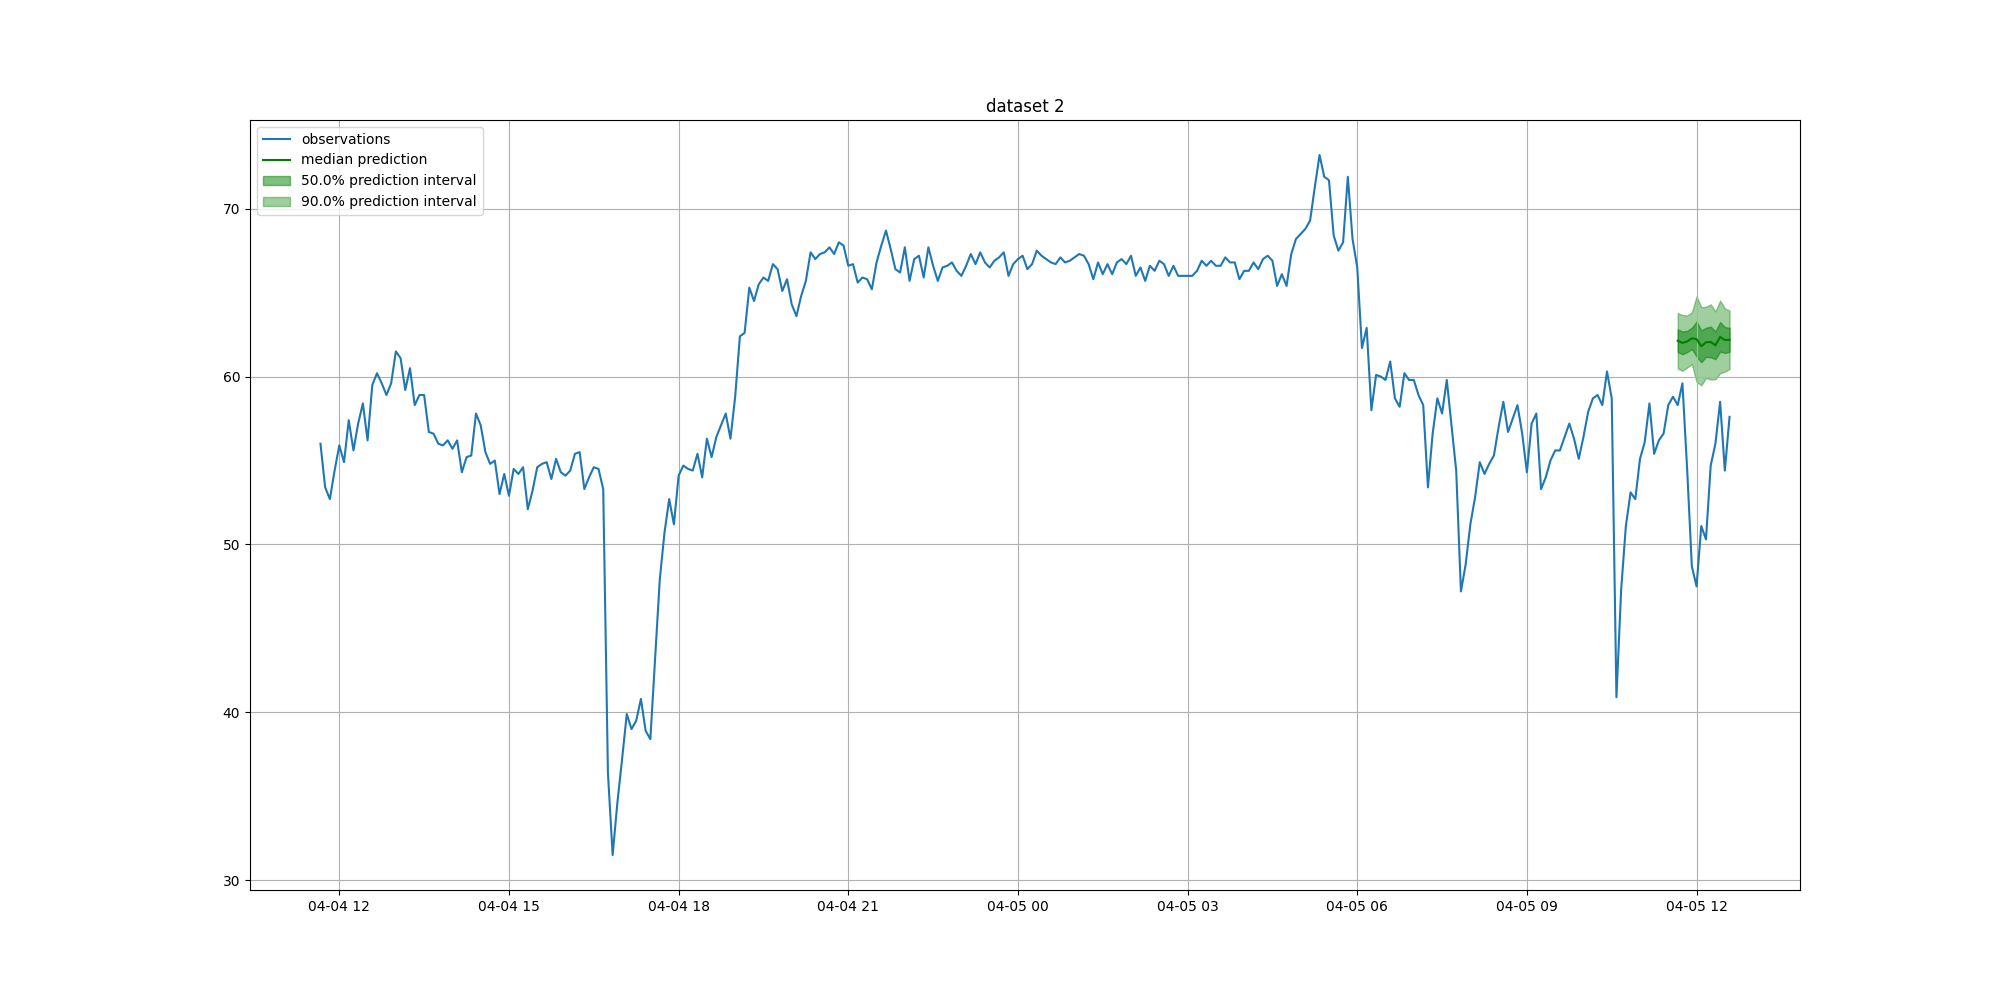 dataset 2
observations
median prediction
50.0% prediction interval
90.0% prediction interval
70
60
50
40
30
04-04 12
04-04 15
04-04 18
04-04 21
04-05 00
04-05 03
04-05 06
04-05 09
04-05 12